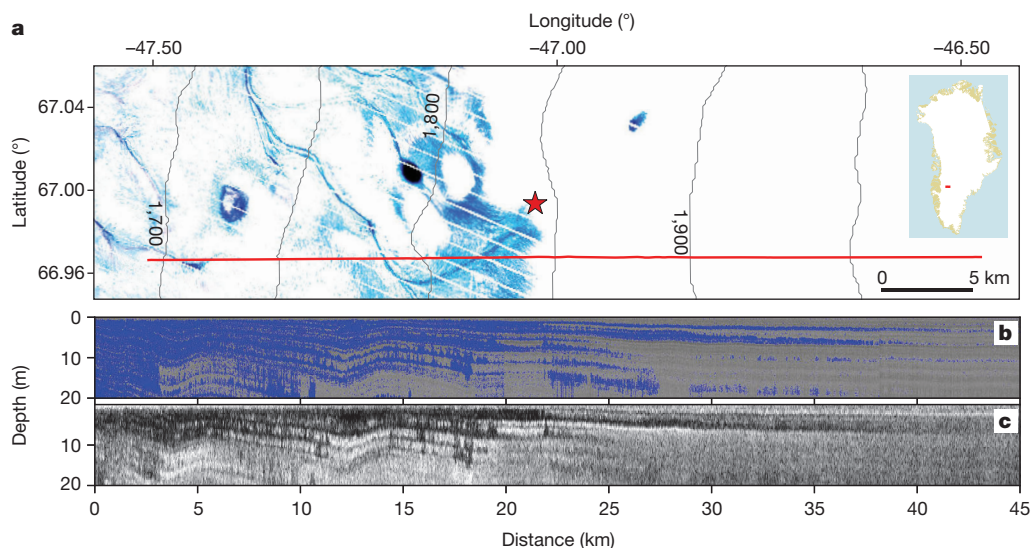 a
Longitude (°)
−47.50 −47.00 −46.50
Latitude (°)
67.04
67.00
66.96
1,700
1,800
1,900
0 5 km
Depth (m)
0
10
20
b
10
20
c
0 5 10 15 20 25 30 35 40 45
Distance (km)